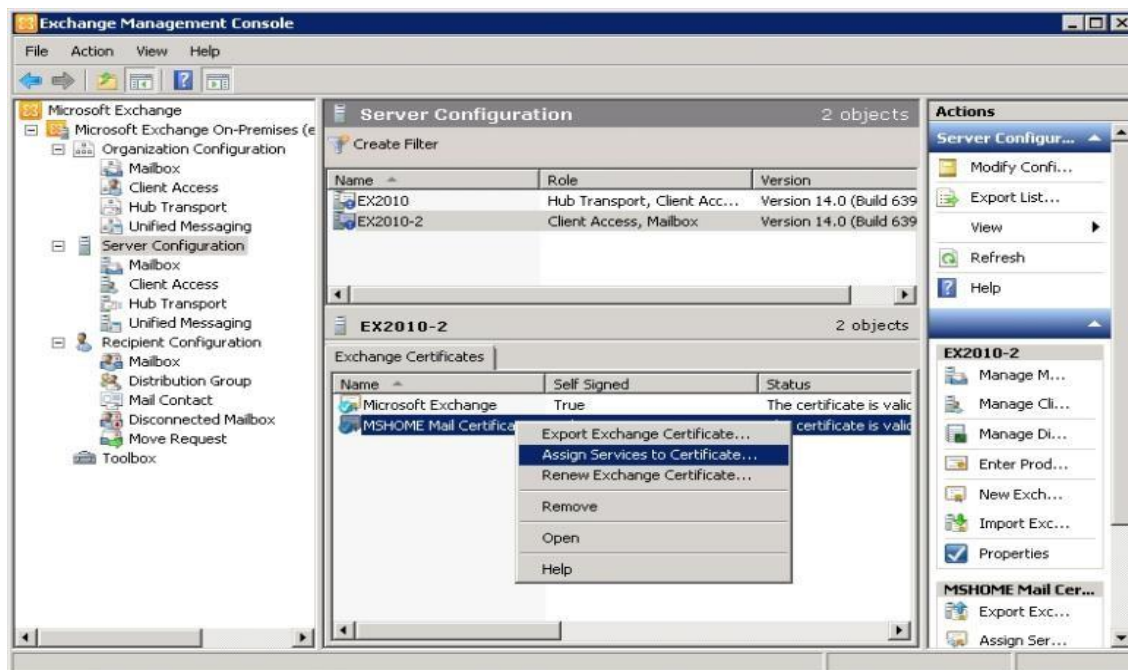 Exchange Management Console
File Action View Help
Microsoft Exchange
Microsoft Exchange On-Premises (e
Organization Configuration
Mailbox
Client Access
Hub Transport
Unified Messaging
Server Configuration
Mailbox
Client Access
Hub Transport
Unified Messaging
Recipient Configuration
Mailbox
Distribution Group
Mail Contact
Disconnected Mailbox
Move Request
Toolbox
Server Configuration 2 objects
Create Filter
Name Role Version
EX2010 Hub Transport, Client Acc... Version 14.0 (Build 639
EX2010-2 Client Access, Mailbox Version 14.0 (Build 639
EX2010-2 2 objects
Exchange Certificates
Name Self Signed Status
Microsoft Exchange True The certificate is valid
MSHOME Mail Certifica certificate is valid
Export Exchange Certificate...
Assign Services to Certificate...
Renew Exchange Certificate...
Remove
Open
Help
Actions
Server Configur...
Modify Confi...
Export List...
View
Refresh
Help
EX2010-2
Manage M...
Manage Cli...
Manage Di...
Enter Prod...
New Exch...
Import Exc...
Properties
MSHOME Mail Cer...
Export Exc...
Assign Ser...